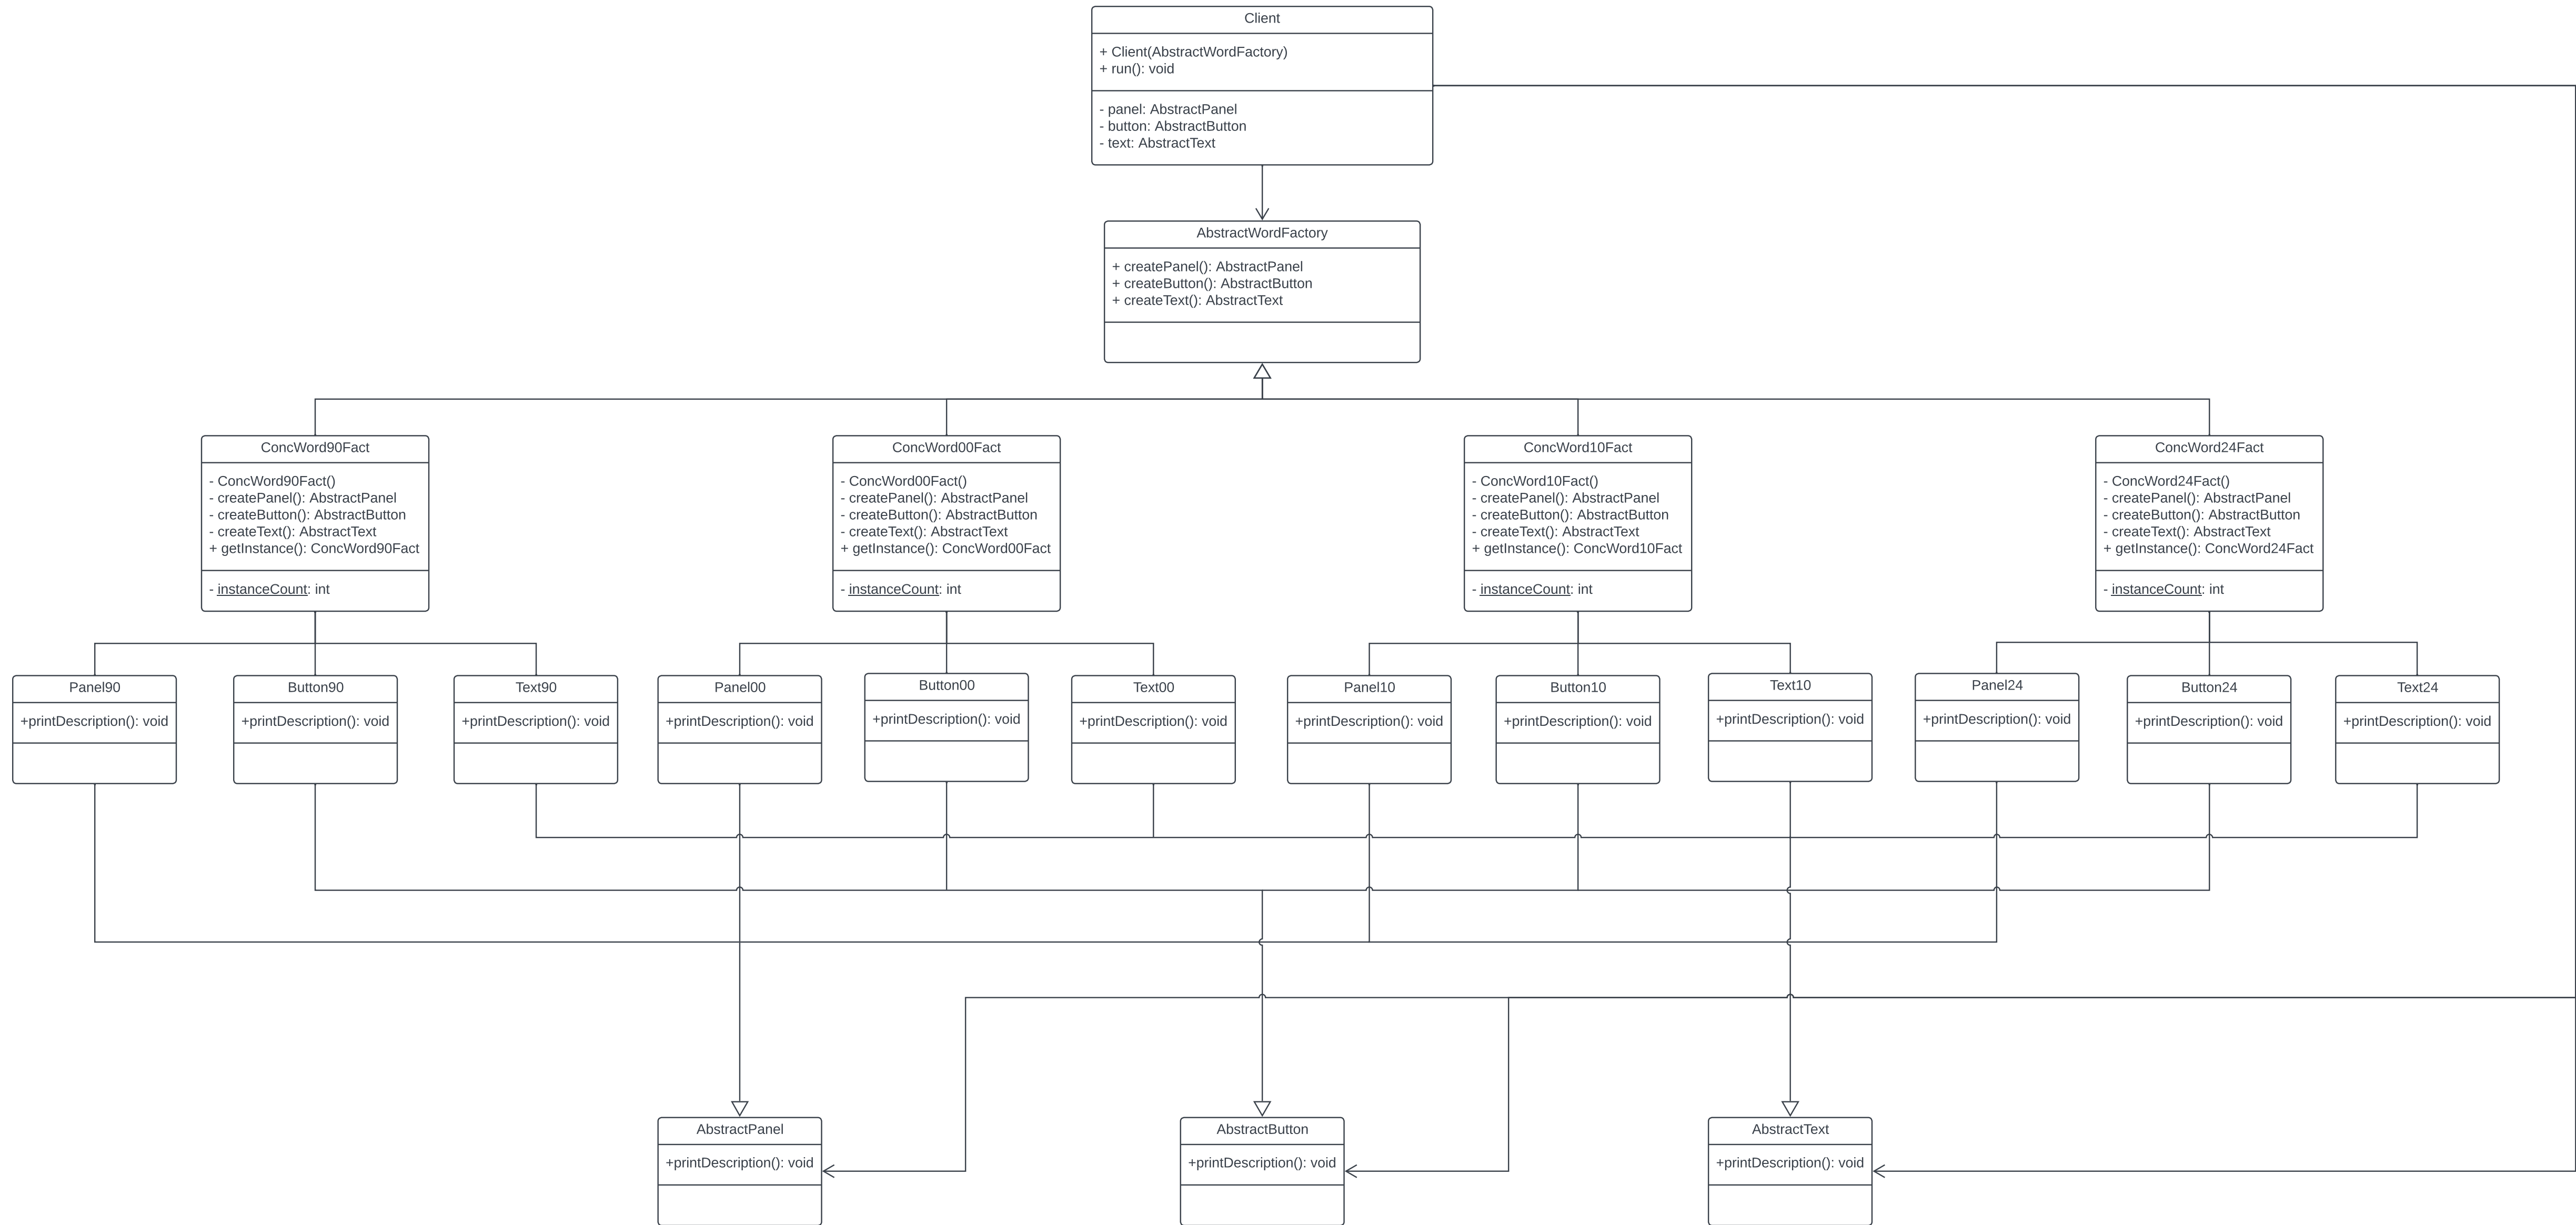 Client
+ Client(AbstractWordFactory)
+ run(): void
- panel: AbstractPanel
- button: AbstractButton
- text: AbstractText
AbstractWordFactory
+ createPanel(): AbstractPanel
+ createButton(): AbstractButton
+ createText(): AbstractText
ConcWord90Fact
- ConcWord90Fact()
- createPanel(): AbstractPanel
- createButton(): AbstractButton
- createText(): AbstractText
+ getInstance(): ConcWord90Fact
- instanceCount: int
ConcWord00Fact
- ConcWord00Fact()
- createPanel(): AbstractPanel
- createButton(): AbstractButton
- createText(): AbstractText
+ getInstance(): ConcWord00Fact
- instanceCount: int
ConcWord10Fact
- ConcWord10Fact()
- createPanel(): AbstractPanel
- createButton(): AbstractButton
- createText(): AbstractText
+ getInstance(): ConcWord10Fact
- instanceCount: int
ConcWord24Fact
- ConcWord24Fact()
- createPanel(): AbstractPanel
- createButton(): AbstractButton
- createText(): AbstractText
+ getInstance(): ConcWord24Fact
- instanceCount: int
Panel90
+printDescription(): void
Button90
+printDescription(): void
Text90
+printDescription(): void
Panel00
+printDescription(): void
Button00
+printDescription(): void
Text00
+printDescription(): void
Panel10
+printDescription(): void
Button10
+printDescription(): void
Text10
+printDescription(): void
Panel24
+printDescription(): void
Button24
+printDescription(): void
Text24
+printDescription(): void
AbstractPanel
+printDescription(): void
AbstractButton
+printDescription(): void
AbstractText
+printDescription(): void